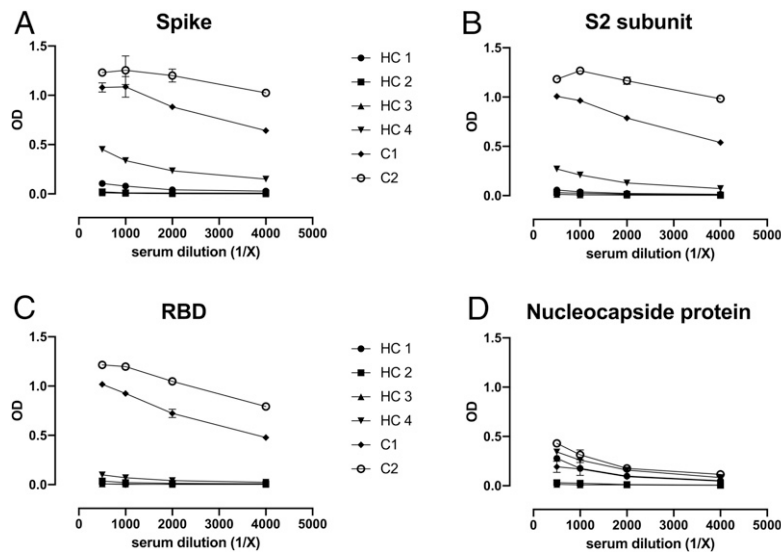 A
Spike
OD
1.5
1.0
0.5
0.0
0 1000 2000 3000 4000 5000
serum dilution (1/X)
HC 1
HC 2
HC 3
HC 4
C1
C2
B
S2 subunit
OD
1.5
1.0
0.5
0.0
0 1000 2000 3000 4000 5000
serum dilution (1/X)
C
RBD
OD
1.5
1.0
0.5
0.0
0 1000 2000 3000 4000 5000
serum dilution (1/X)
HC 1
HC 2
HC 3
HC 4
C1
C2
D
Nucleocapside protein
OD
1.5
1.0
0.5
0.0
0 1000 2000 3000 4000 5000
serum dilution (1/X)